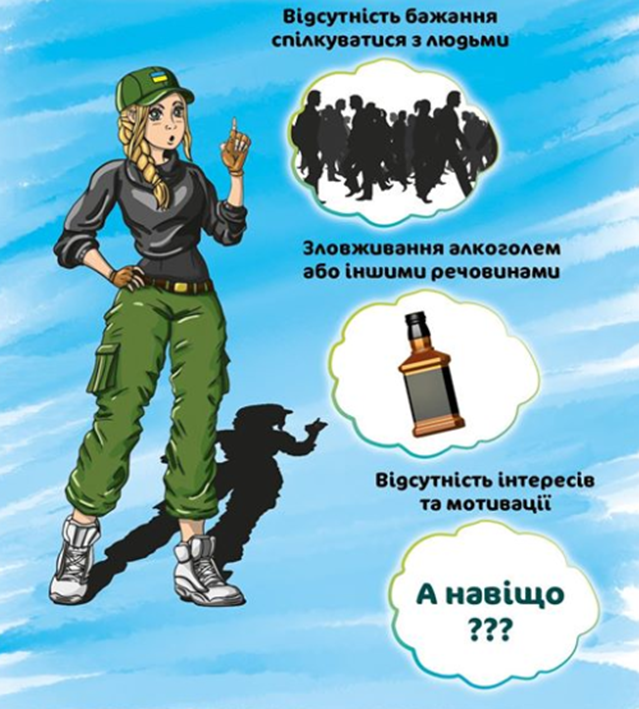 Відсутність бажання
спілкуватися з людьми
Зловживання алкоголем
або іншими речовинами
Відсутність інтересів
та мотивації
А навіщо
???